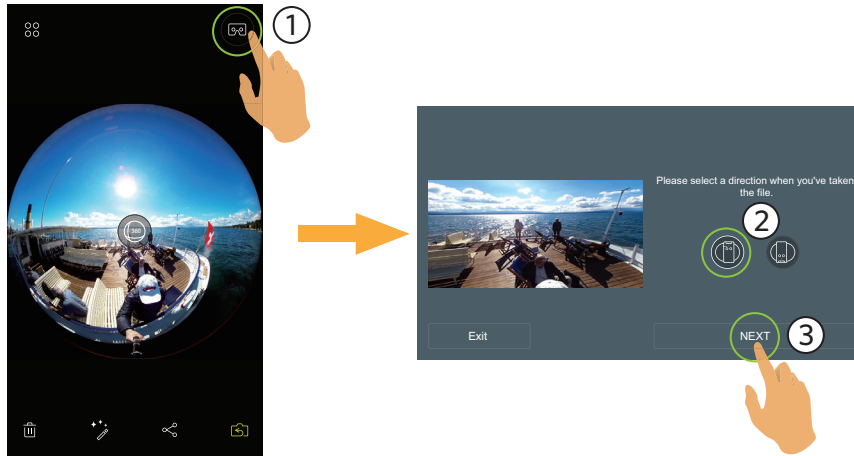 1
360
Please select a direction when you've taken
the file.
2
Exit
NEXT
3